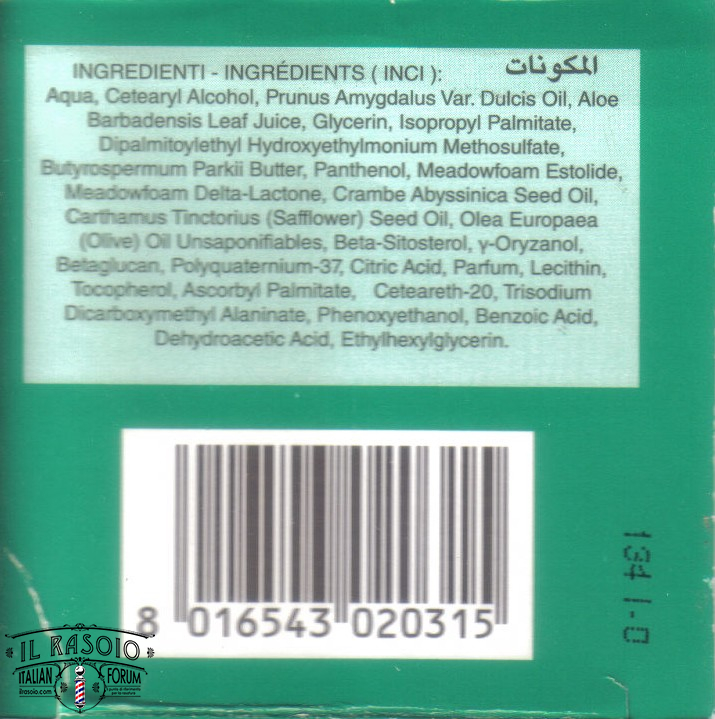 INGREDIENTI - INGRÉDIENTS ( INCI ): المكونات
Aqua, Cetearyl Alcohol, Prunus Amygdalus Var. Dulcis Oil, Aloe
Barbadensis Leaf Juice, Glycerin, Isopropyl Palmitate,
Dipalmitoylethyl Hydroxyethylmonium Methosulfate,
Butyrospermum Parkii Butter, Panthenol, Meadowfoam Estolide,
Meadowfoam Delta-Lactone, Crambe Abyssinica Seed Oil,
Carthamus Tinctorius (Safflower) Seed Oil, Olea Europaea
(Olive) Oil Unsaponifiables, Beta-Sitosterol, γ-Oryzanol,
Betaglucan, Polyquaternium-37, Citric Acid, Parfum, Lecithin,
Tocopherol, Ascorbyl Palmitate, Ceteareth-20, Trisodium
Dicarboxymethyl Alaninate, Phenoxyethanol, Benzoic Acid,
Dehydroacetic Acid, Ethylhexylglycerin.
8 016543 020315
IL RASOIO
ITALIAN FORUM
ilrasoio.com